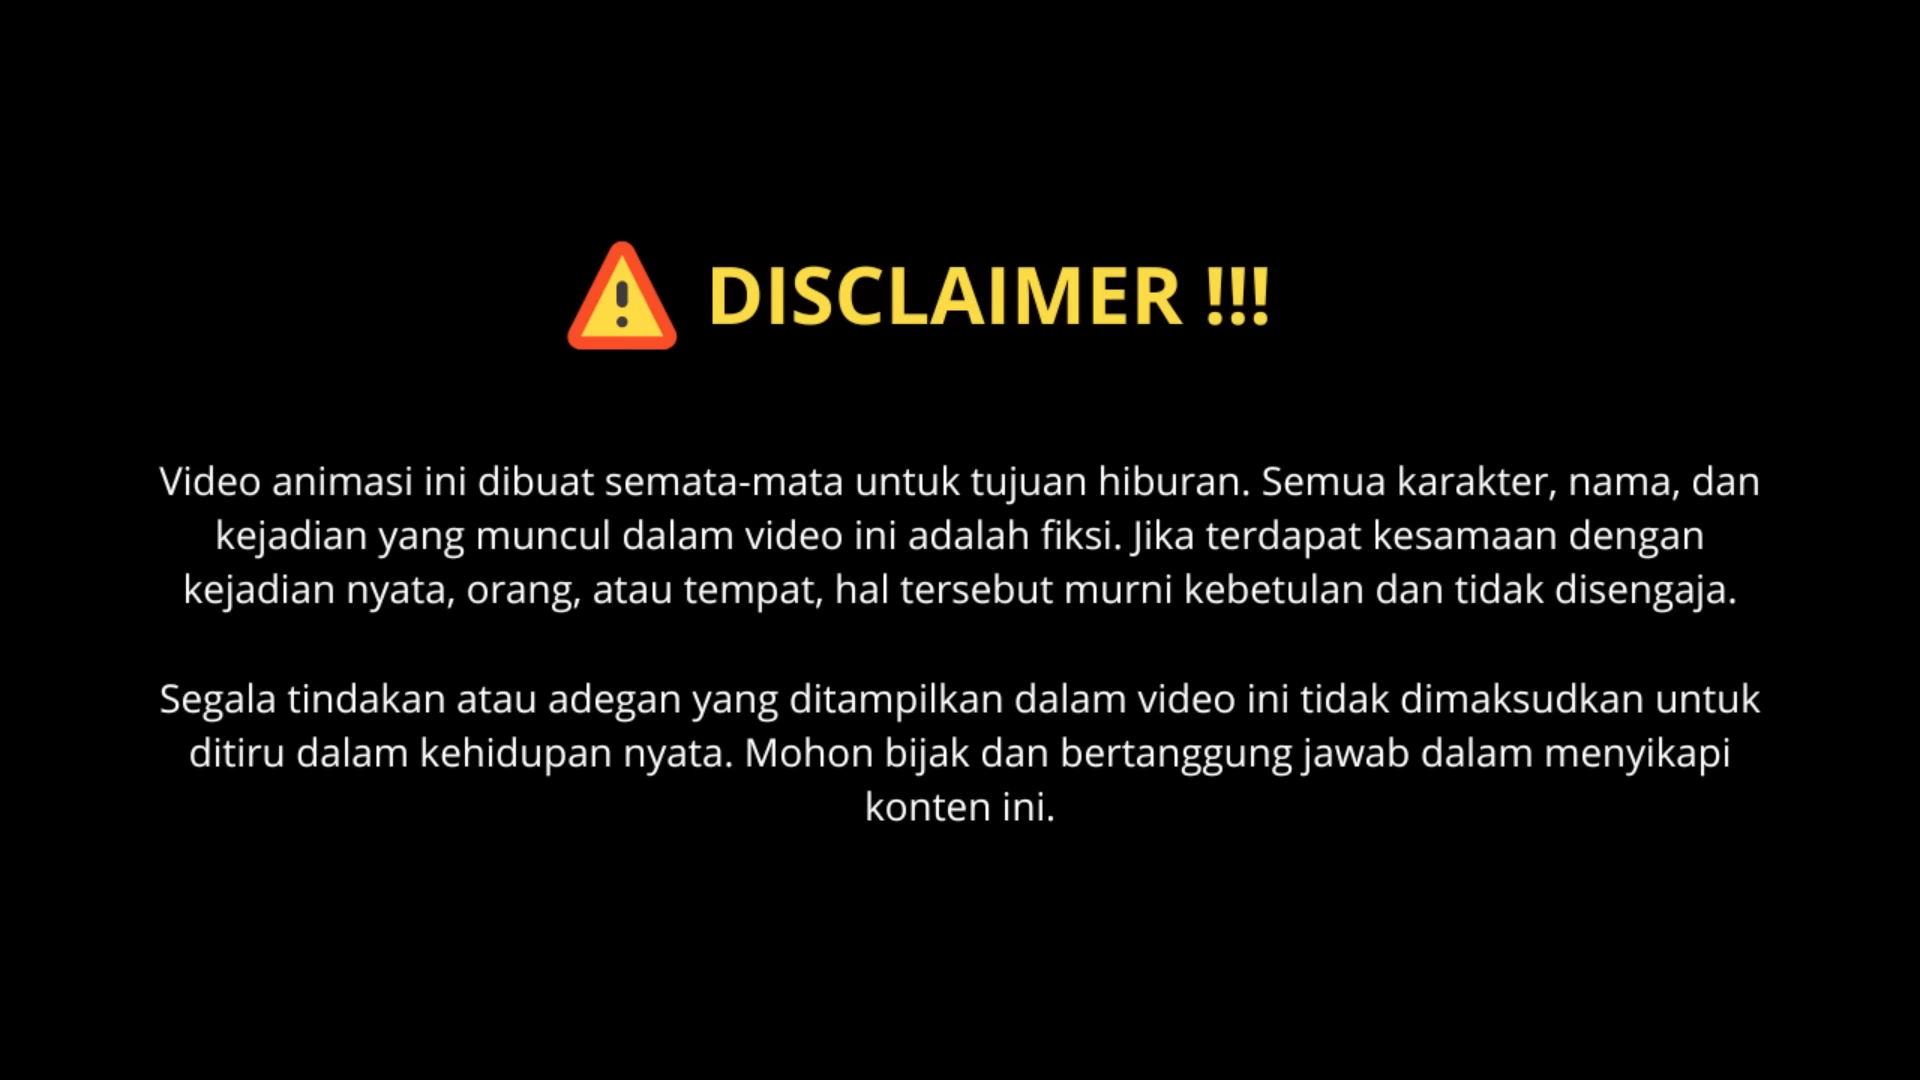 DISCLAIMER !!!
Video animasi ini dibuat semata-mata untuk tujuan hiburan. Semua karakter, nama, dan
kejadian yang muncul dalam video ini adalah fiksi. Jika terdapat kesamaan dengan
kejadian nyata, orang, atau tempat, hal tersebut murni kebetulan dan tidak disengaja.
Segala tindakan atau adegan yang ditampilkan dalam video ini tidak dimaksudkan untuk
ditiru dalam kehidupan nyata. Mohon bijak dan bertanggung jawab dalam menyikapi
konten ini.